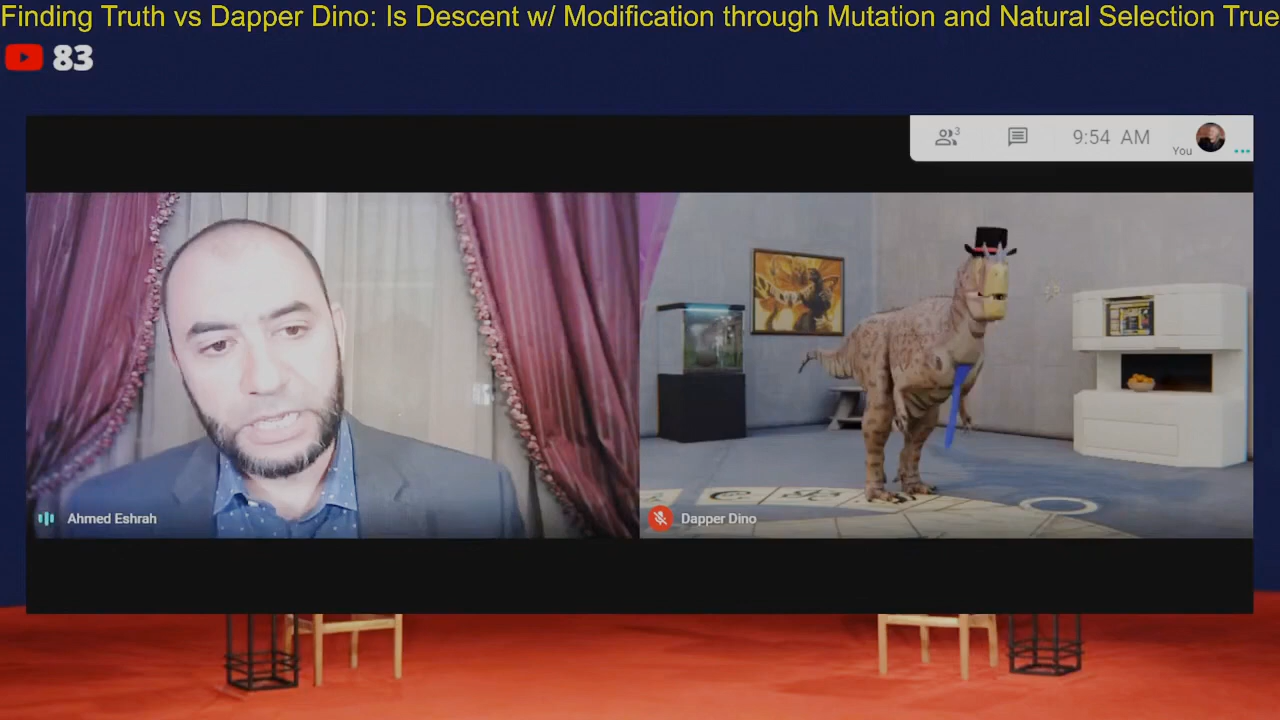 Finding Truth vs Dapper Dino: Is Descent w/ Modification through Mutation and Natural Selection True
83
3
9:54 AM
You
Ahmed Eshrah
Dapper Dino